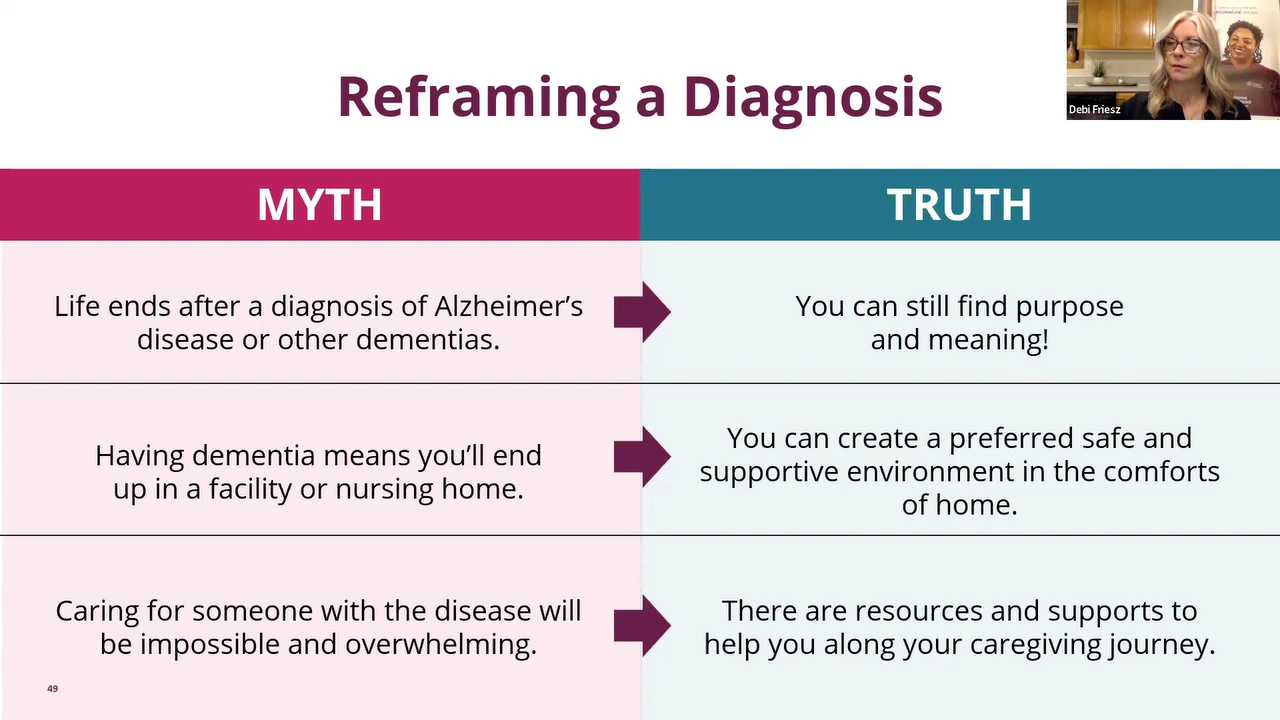 Reframing a Diagnosis
Debi Friesz
MYTH
TRUTH
Life ends after a diagnosis of Alzheimer’s
disease or other dementias.
You can still find purpose
and meaning!
Having dementia means you’ll end
up in a facility or nursing home.
You can create a preferred safe and
supportive environment in the comforts
of home.
Caring for someone with the disease will
be impossible and overwhelming.
There are resources and supports to
help you along your caregiving journey.
49